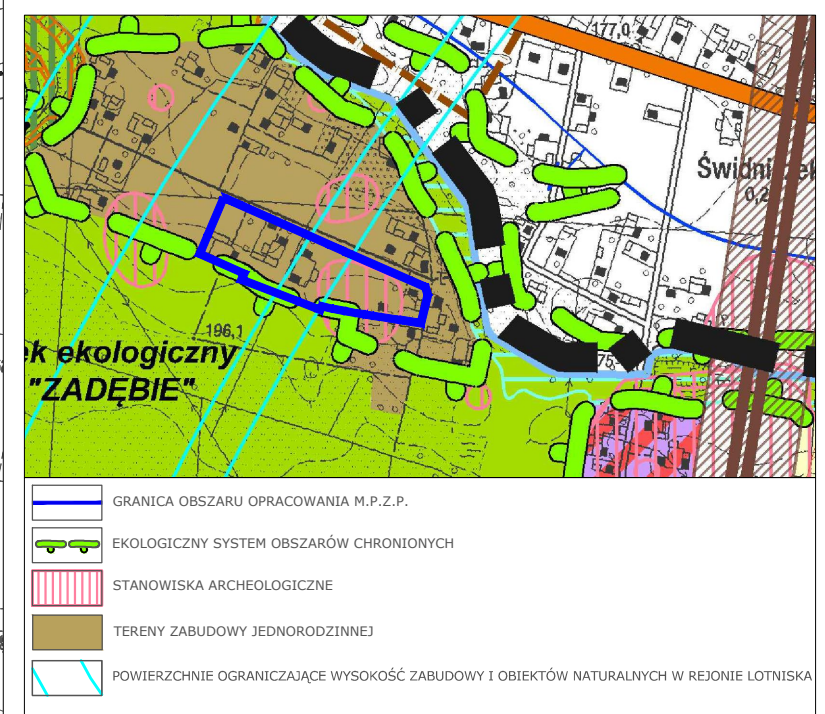 177,0
Świdni ek
0,2
196,1
ek ekologiczny
"ZADĘBIE"
75
GRANICA OBSZARU OPRACOWANIA M.P.Z.P.
EKOLOGICZNY SYSTEM OBSZARÓW CHRONIONYCH
STANOWISKA ARCHEOLOGICZNE
TERENY ZABUDOWY JEDNORODZINNEJ
POWIERZCHNIE OGRANICZAJĄCE WYSOKOŚĆ ZABUDOWY I OBIEKTÓW NATURALNYCH W REJONIE LOTNISKA